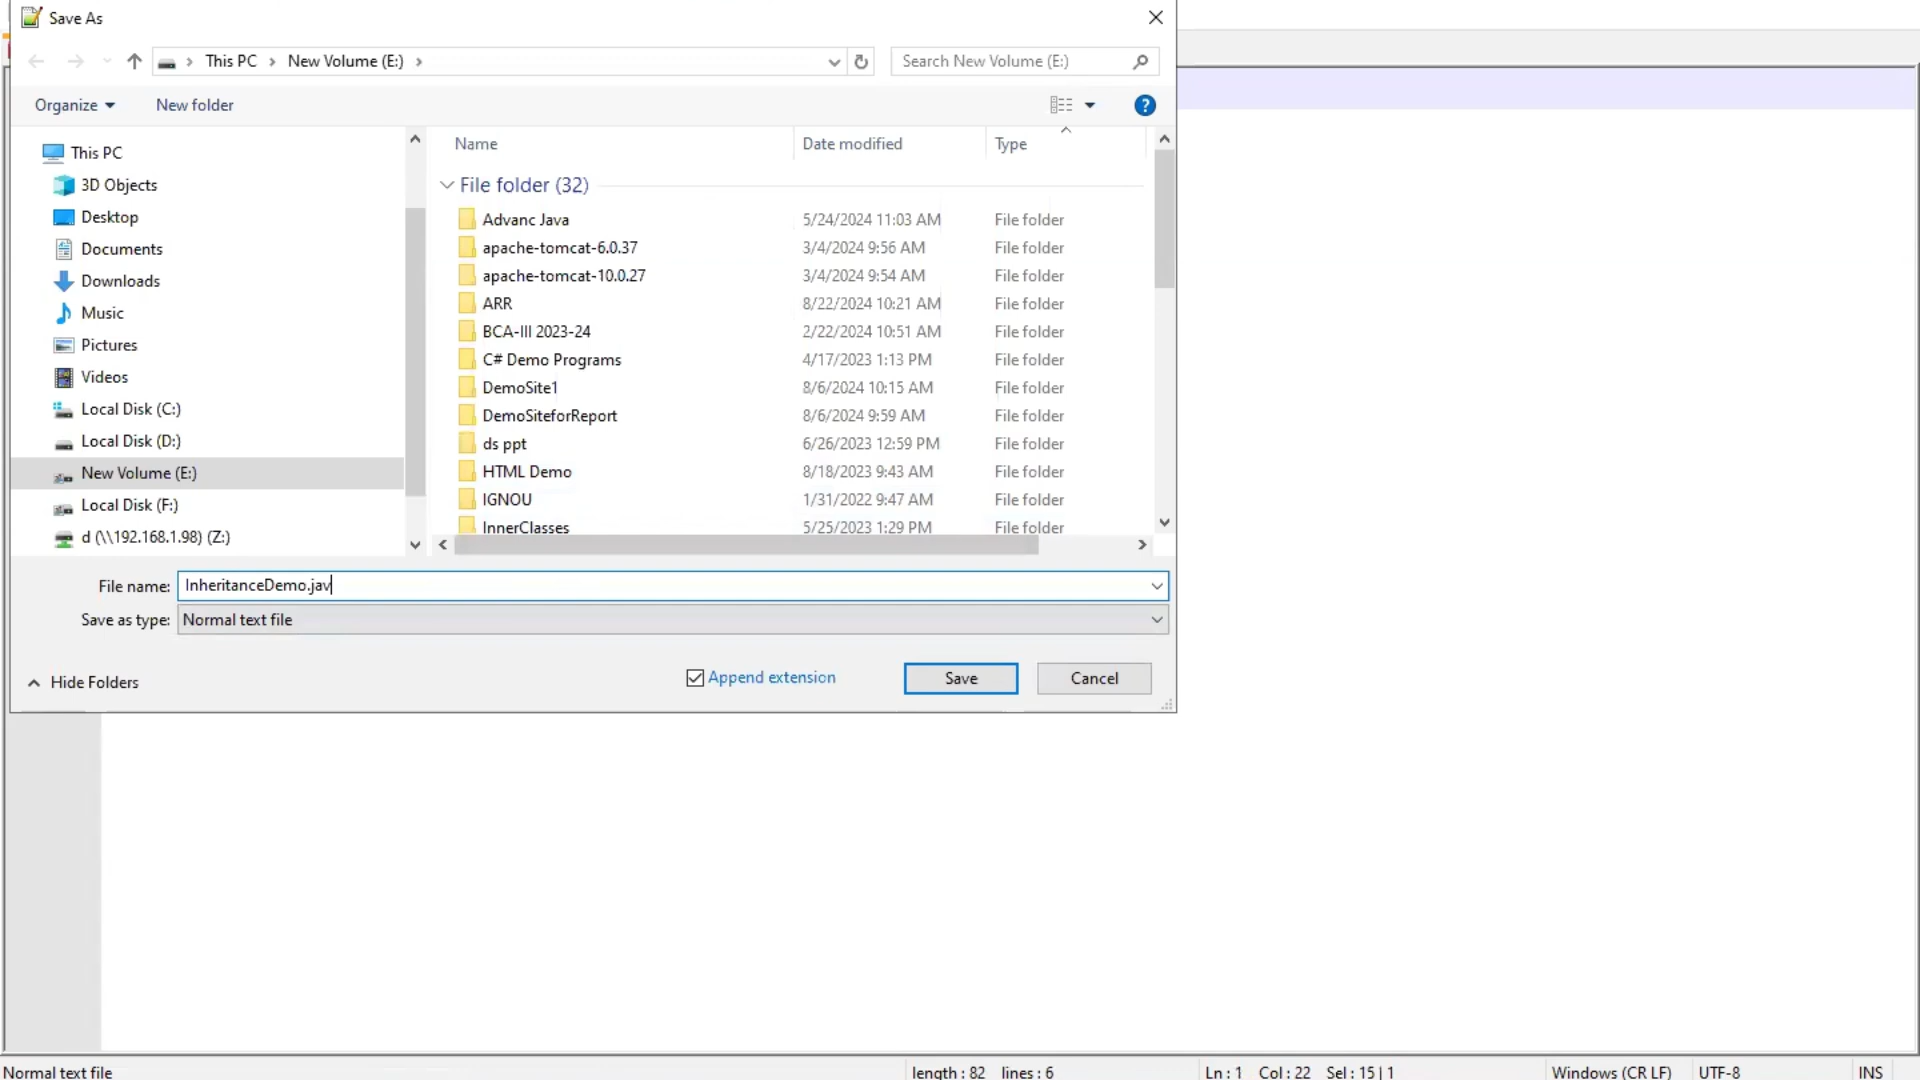 Save As
This PC > New Volume (E:) >
Search New Volume (E:)
Organize
New folder
This PC
3D Objects
Desktop
Documents
Downloads
Music
Pictures
Videos
Local Disk (C:)
Local Disk (D:)
New Volume (E:)
Local Disk (F:)
d (\\192.168.1.98) (Z:)
Name Date modified Type
File folder (32)
Advanc Java 5/24/2024 11:03 AM File folder
apache-tomcat-6.0.37 3/4/2024 9:56 AM File folder
apache-tomcat-10.0.27 3/4/2024 9:54 AM File folder
ARR 8/22/2024 10:21 AM File folder
BCA-III 2023-24 2/22/2024 10:51 AM File folder
C# Demo Programs 4/17/2023 1:13 PM File folder
DemoSite1 8/6/2024 10:15 AM File folder
DemoSiteforReport 8/6/2024 9:59 AM File folder
ds ppt 6/26/2023 12:59 PM File folder
HTML Demo 8/18/2023 9:43 AM File folder
IGNOU 1/31/2022 9:47 AM File folder
InnerClasses 5/25/2023 1:29 PM File folder
File name: InheritanceDemo.jav
Save as type: Normal text file
Hide Folders
Append extension
Save
Cancel
Normal text file length : 82 lines : 6 Ln : 1 Col : 22 Sel : 15 | 1 Windows (CR LF) UTF-8 INS